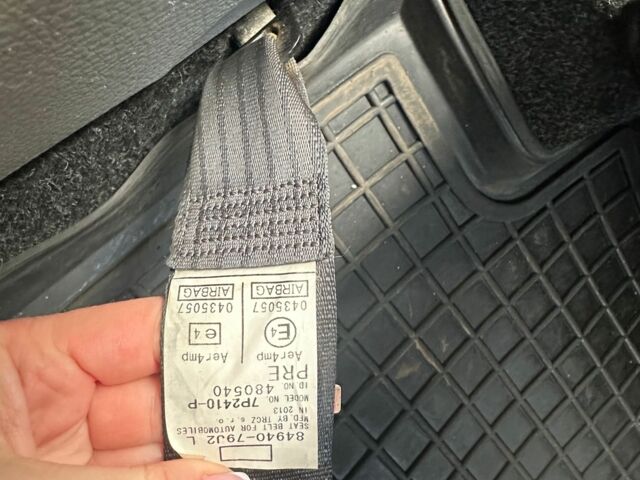 84940-79J2 L
SEAT BELT FOR AUTOMOBILES
MFD.BY TRCZ s.r.o.
IN 2013
MODEL NO. 7P2410-P
ID.NO. 480540
PRE
Aer4mp Aer4mp
E4 e4
0435057 0435057
AIRBAG AIRBAG